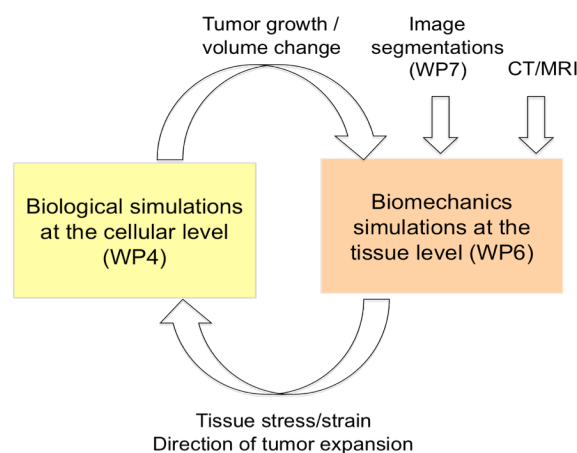 Tumor growth /
volume change
Image
segmentations
(WP7)
CT/MRI
Biological simulations
at the cellular level
(WP4)
Biomechanics
simulations at the
tissue level (WP6)
Tissue stress/strain
Direction of tumor expansion